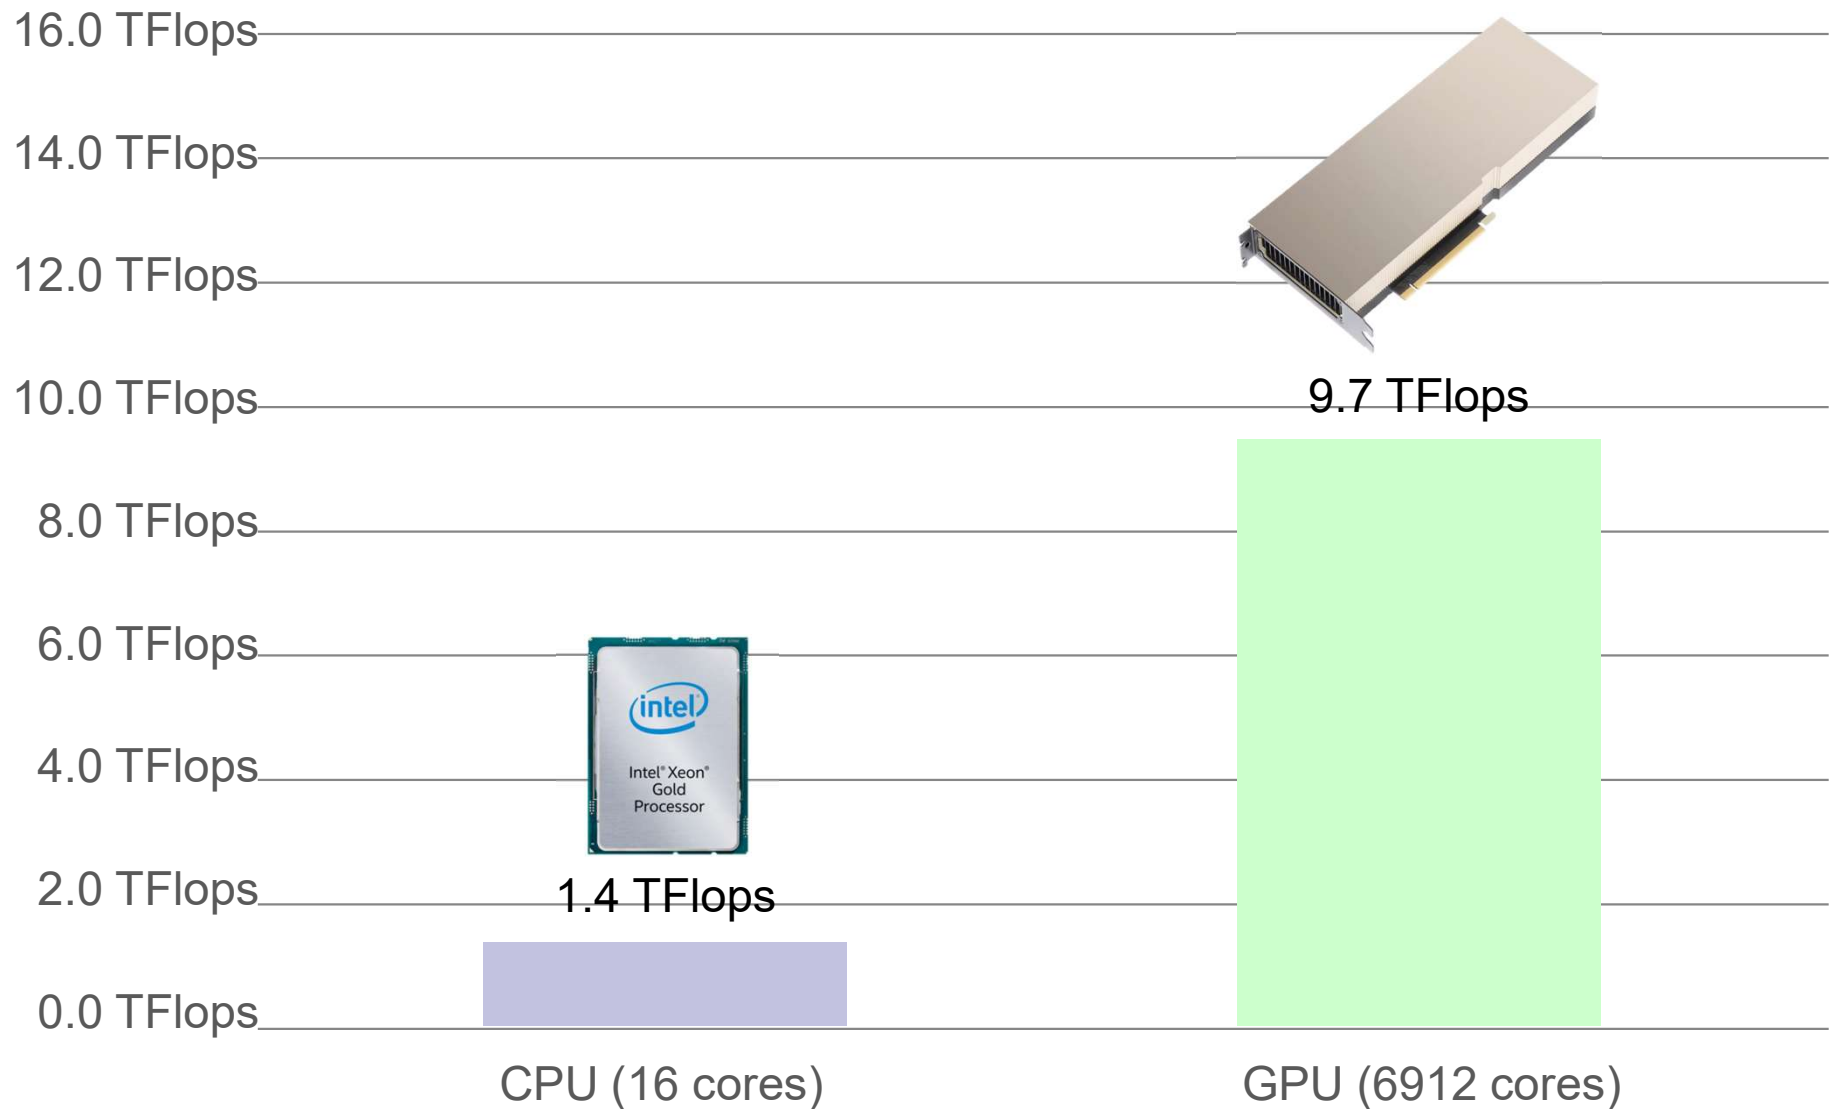 16.0 TFlops
14.0 TFlops
12.0 TFlops
10.0 TFlops
9.7 TFlops
8.0 TFlops
6.0 TFlops
intel
Intel® Xeon®
Gold
Processor
4.0 TFlops
2.0 TFlops
1.4 TFlops
0.0 TFlops
CPU (16 cores)
GPU (6912 cores)